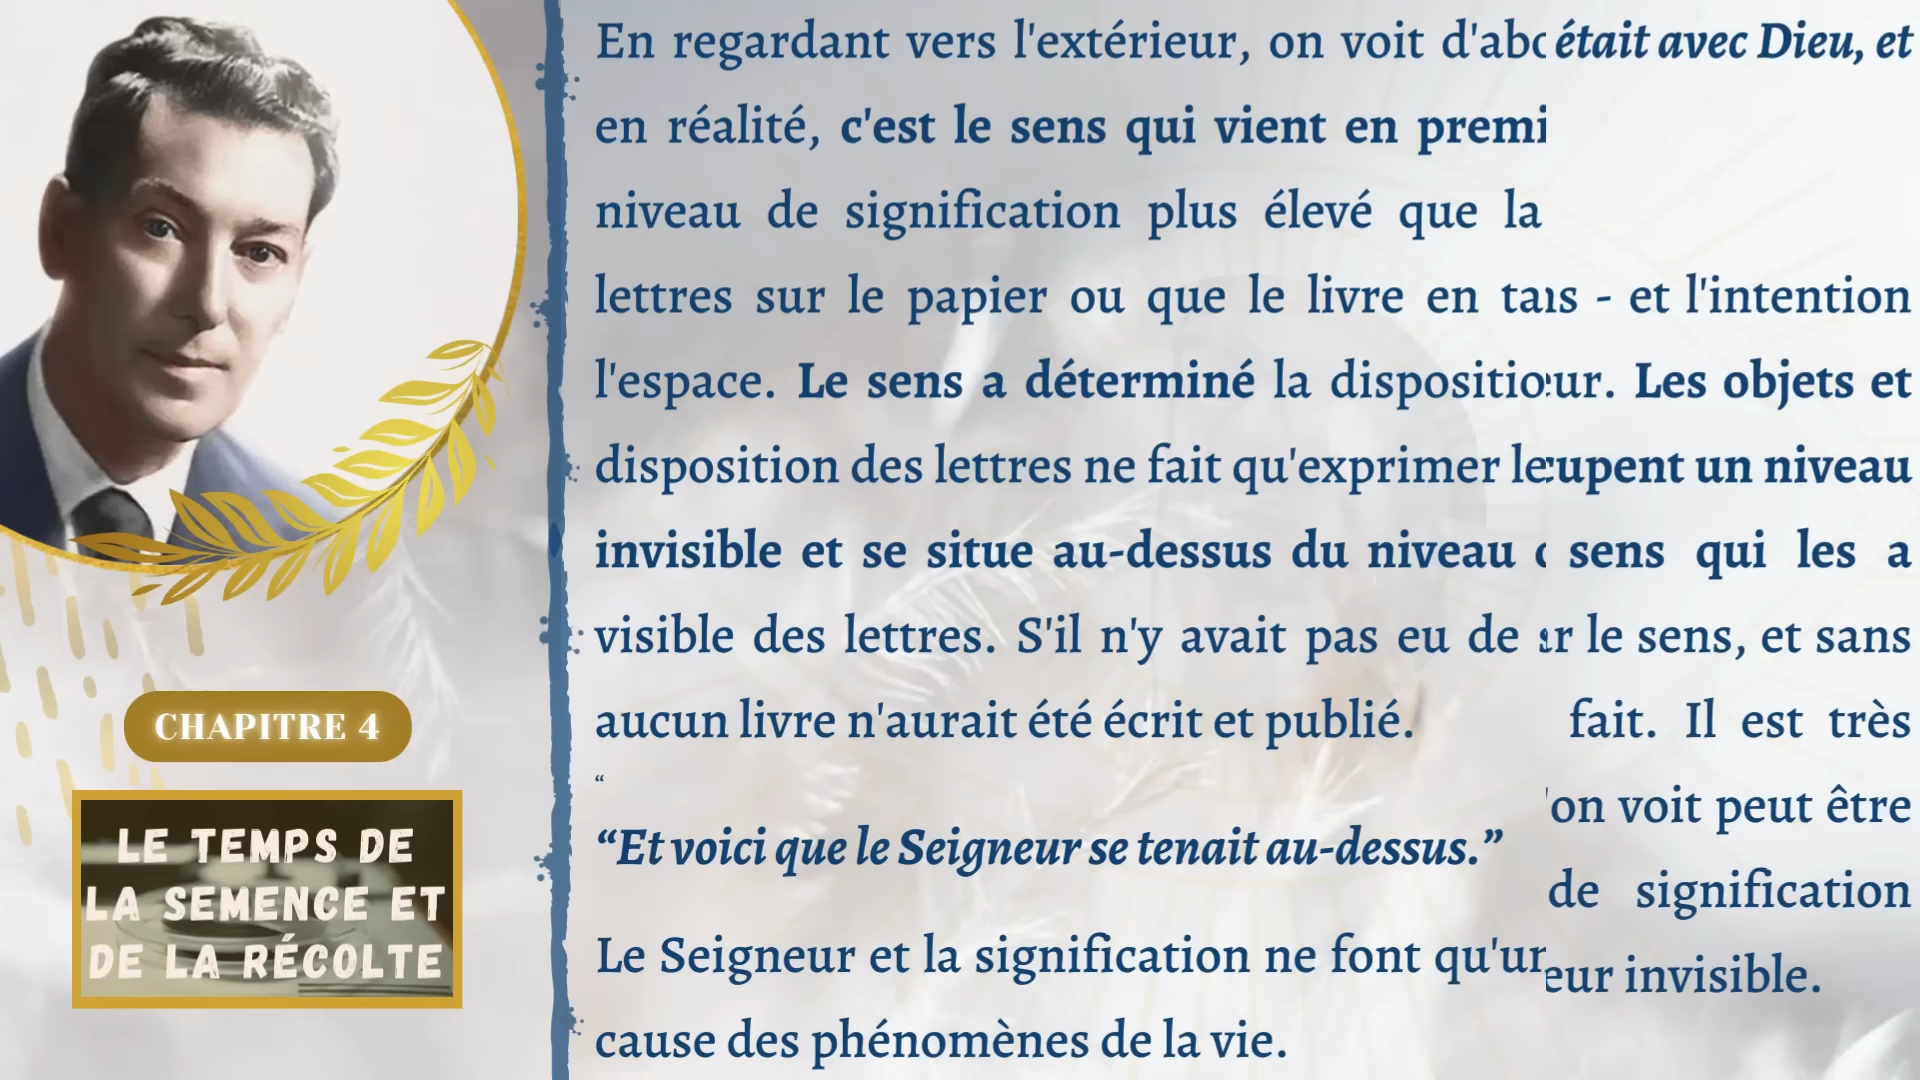 En regardant vers l'extérieur, on voit d'abo
était avec Dieu, et
en réalité, c'est le sens qui vient en premi
niveau de signification plus élevé que la
lettres sur le papier ou que le livre en ta
s - et l'intention
l'espace. Le sens a déterminé la dispositio
ur. Les objets et
disposition des lettres ne fait qu'exprimer le
upent un niveau
invisible et se situe au-dessus du niveau
sens qui les a
visible des lettres. S'il n'y avait pas eu de
r le sens, et sans
aucun livre n'aurait été écrit et publié.
fait. Il est très
“
on voit peut être
“Et voici que le Seigneur se tenait au-dessus.”
de signification
Le Seigneur et la signification ne font qu'un
eur invisible.
cause des phénomènes de la vie.
CHAPITRE 4
LE TEMPS DE
LA SEMENCE ET
DE LA RÉCOLTE